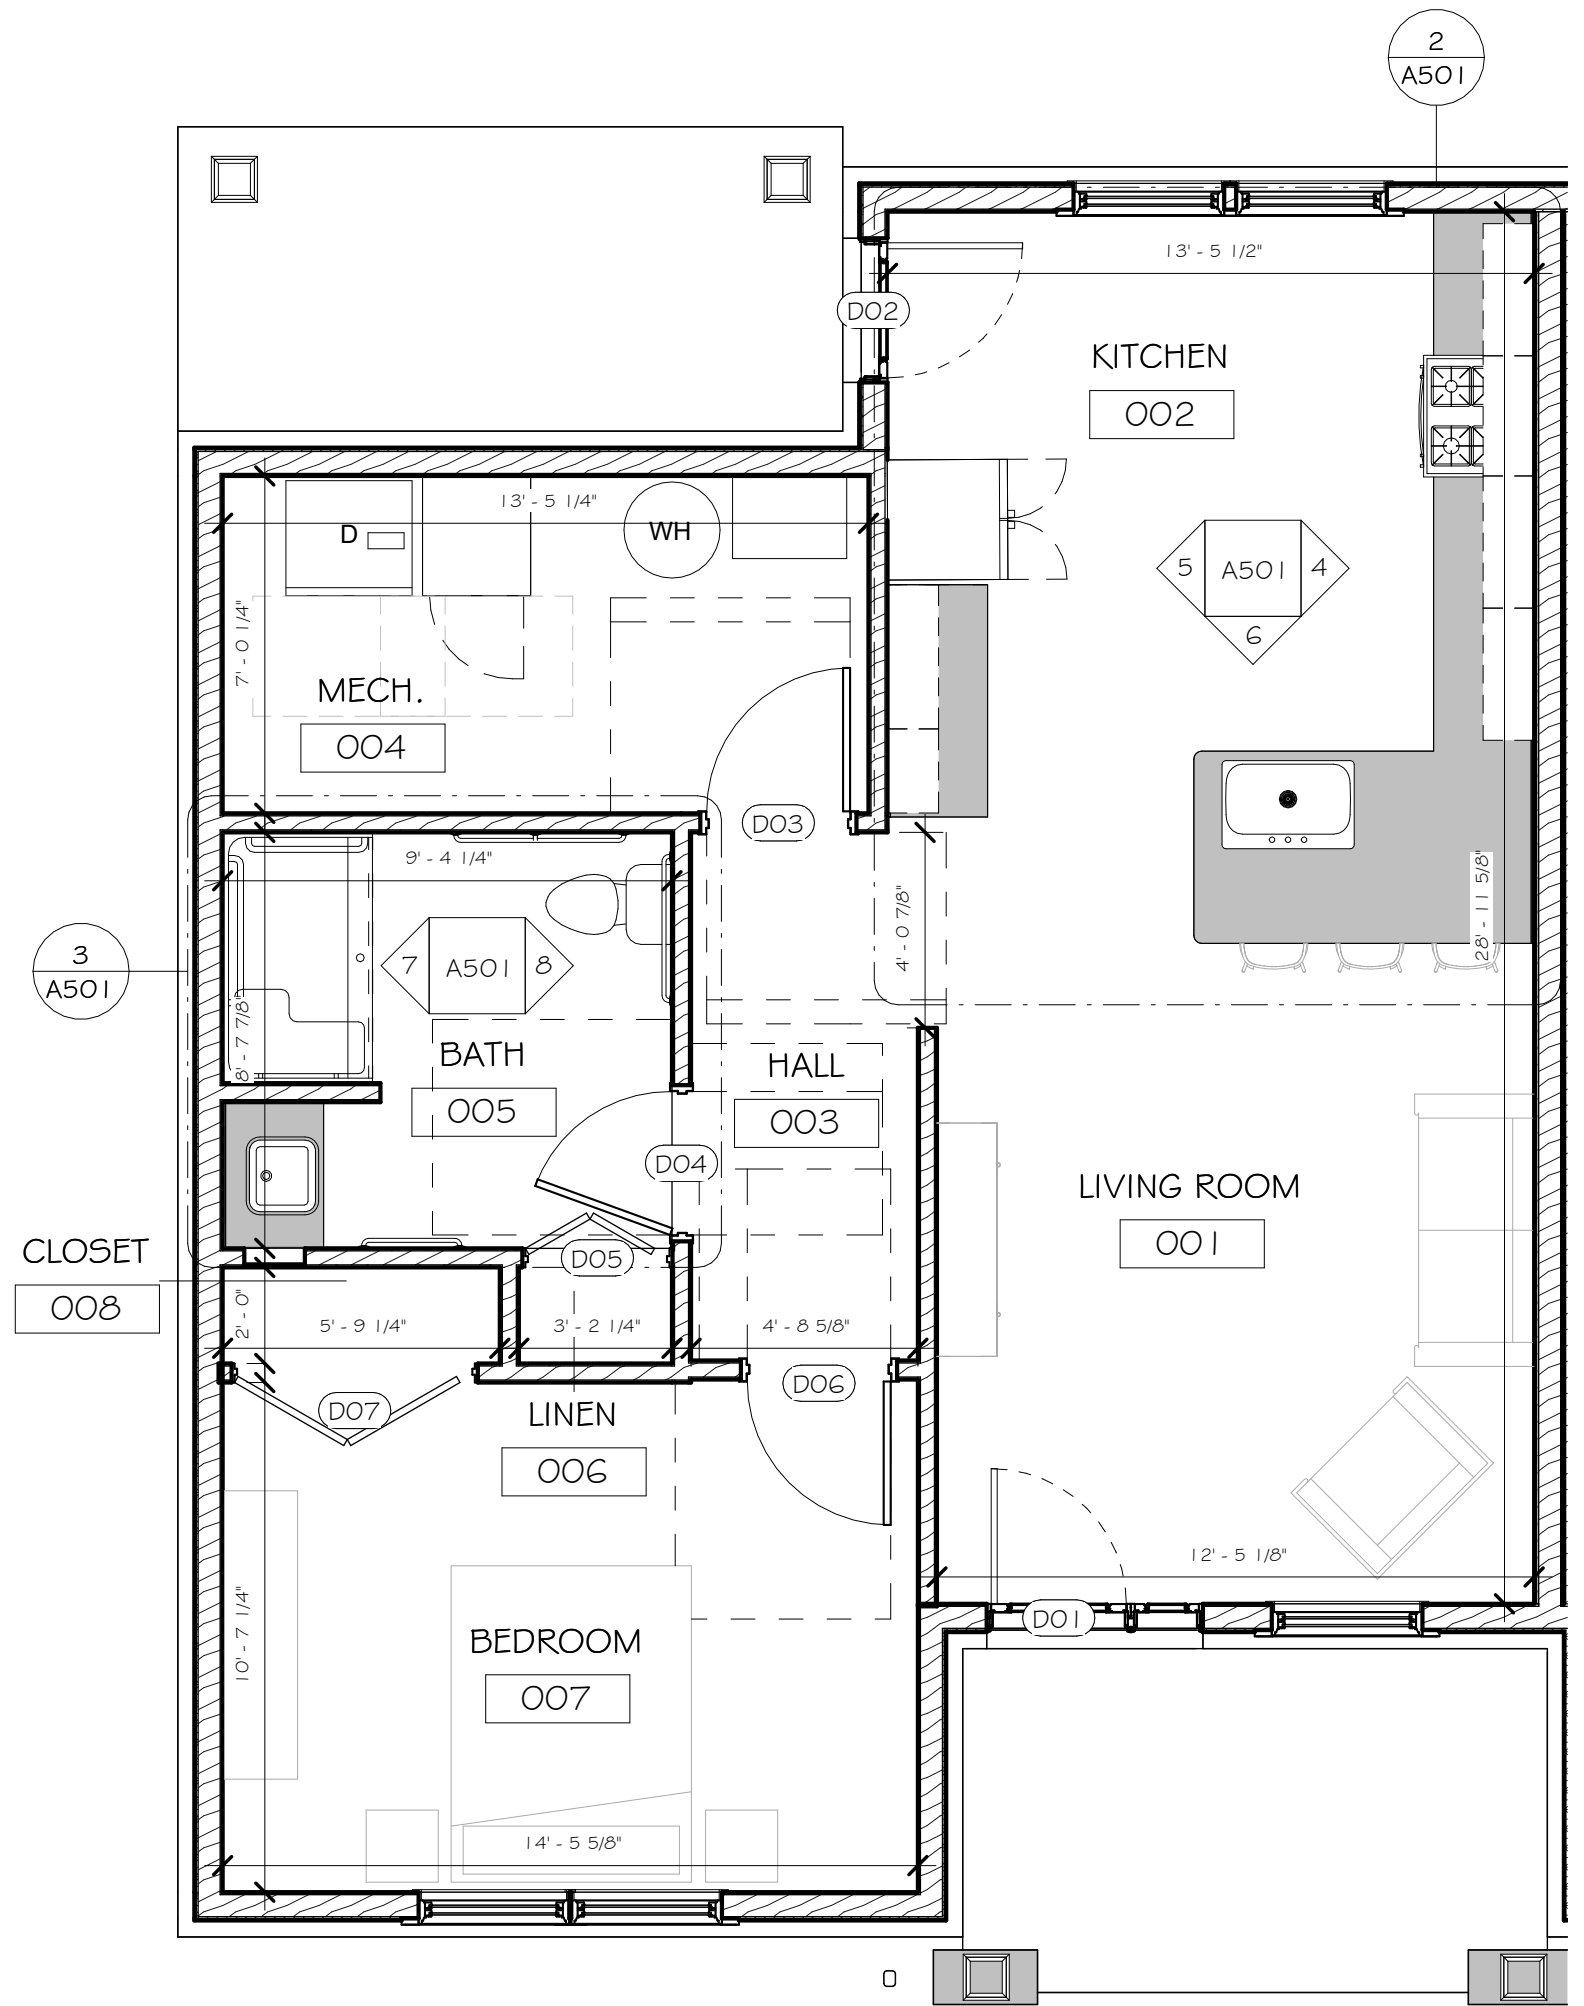 2
A501
13' - 5 1/2"
D02
KITCHEN
002
13' - 5 1/4"
D
WH
5
A501
4
6
7' - 0 1/4"
MECH.
004
D03
9' - 4 1/4"
28' - 11 5/8"
4' - 0 7/8"
3
A501
7
A501
8
8' - 7 7/8"
BATH
005
HALL
003
D04
LIVING ROOM
001
CLOSET
008
D05
2' - 0"
5' - 9 1/4"
3' - 2 1/4"
4' - 8 5/8"
D07
D06
LINEN
006
12' - 5 1/8"
D01
10' - 7 1/4"
BEDROOM
007
14' - 5 5/8"
0